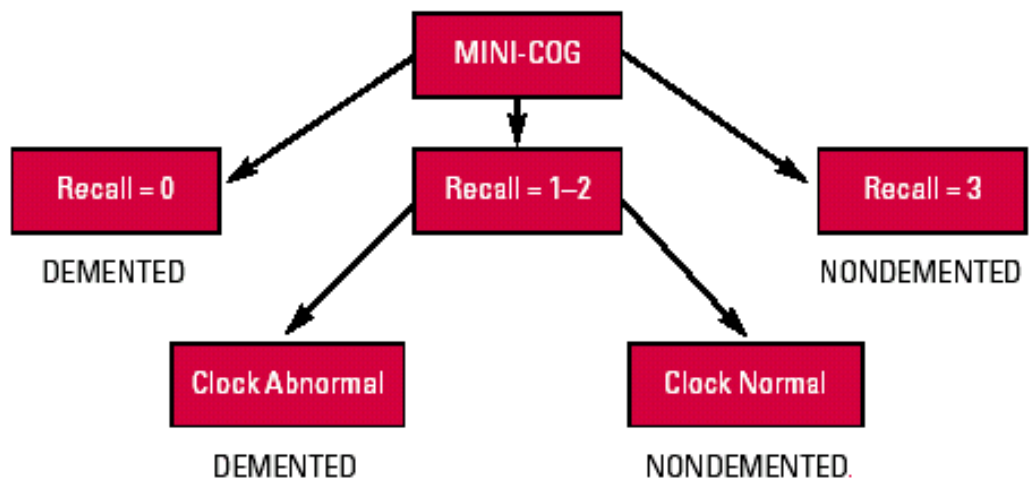 MINI-COG
Recall = 0
Recall = 1–2
Recall = 3
DEMENTED
NONDEMENTED
Clock Abnormal
Clock Normal
DEMENTED
NONDEMENTED.